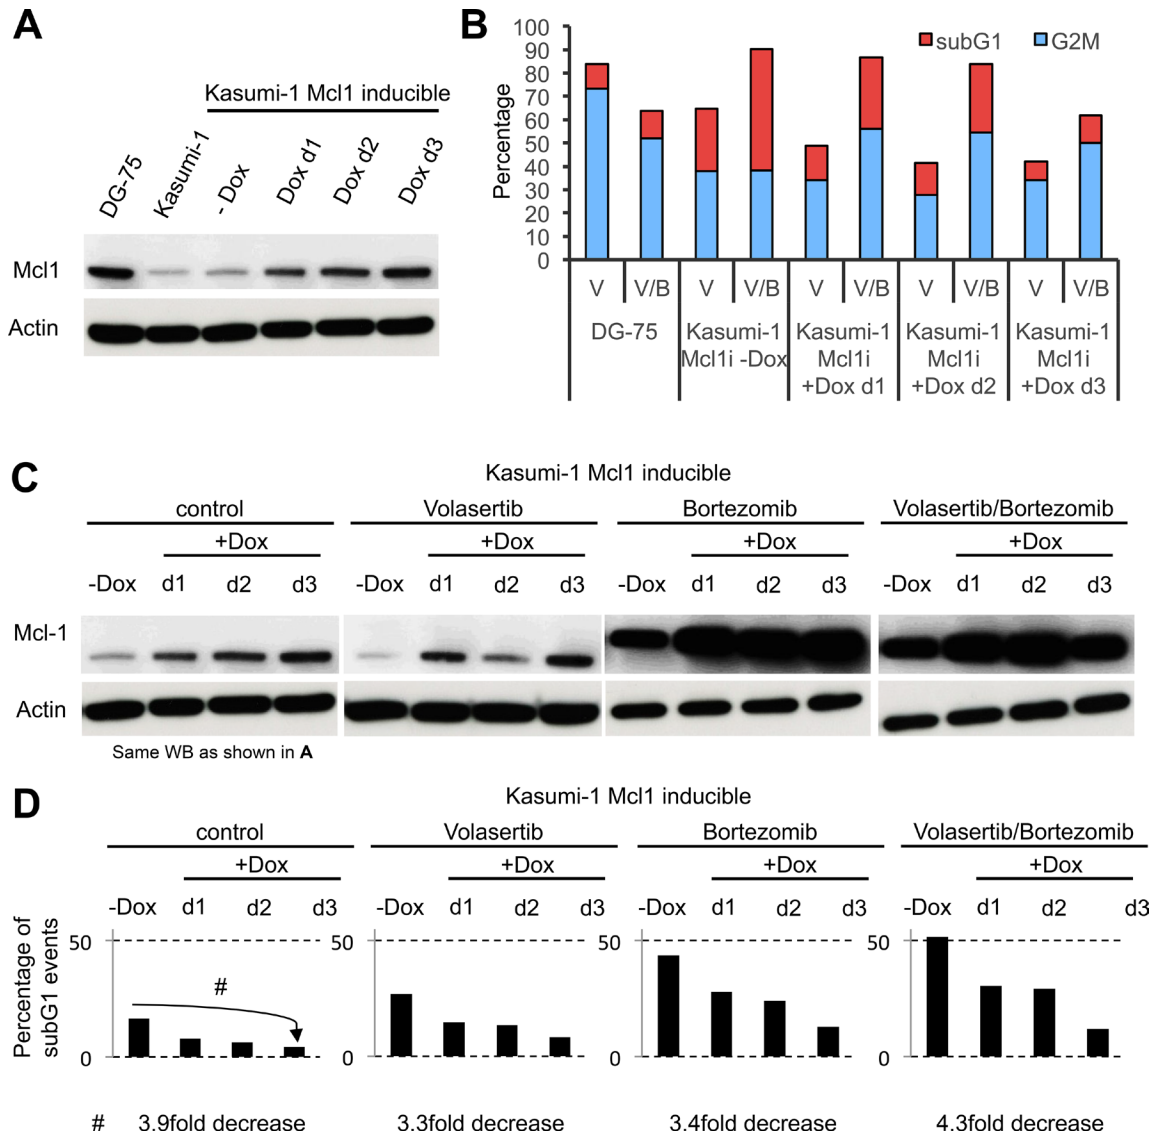 A
Kasumi-1 Mcl1 inducible
DG-75 Kasumi-1 - Dox Dox d1 Dox d2 Dox d3
Mcl1
Actin
B
Percentage
100
90
80
70
60
50
40
30
20
10
0
subG1 G2M
V V/B V V/B V V/B V V/B V V/B
DG-75 Kasumi-1 Kasumi-1 Kasumi-1 Kasumi-1
Mcl1i -Dox Mcl1i Mcl1i Mcl1i
+Dox d1 +Dox d2 +Dox d3
C
Kasumi-1 Mcl1 inducible
control Volasertib Bortezomib Volasertib/Bortezomib
+Dox +Dox +Dox +Dox
-Dox d1 d2 d3 -Dox d1 d2 d3 -Dox d1 d2 d3 -Dox d1 d2 d3
Mcl-1
Actin
Same WB as shown in A
D
Kasumi-1 Mcl1 inducible
control Volasertib Bortezomib Volasertib/Bortezomib
+Dox +Dox +Dox +Dox
-Dox d1 d2 d3 -Dox d1 d2 d3 -Dox d1 d2 d3 -Dox d1 d2 d3
Percentage of
subG1 events
50 50 50 50
#
0 0 0 0
# 3.9fold decrease 3.3fold decrease 3.4fold decrease 4.3fold decrease